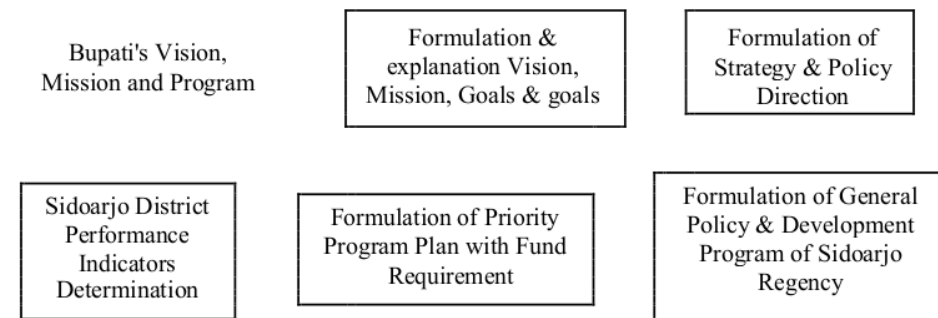 Bupati's Vision,
Mission and Program
Formulation &
explanation Vision,
Mission, Goals & goals
Formulation of
Strategy & Policy
Direction
Sidoarjo District
Performance
Indicators
Determination
Formulation of Priority
Program Plan with Fund
Requirement
Formulation of General
Policy & Development
Program of Sidoarjo
Regency